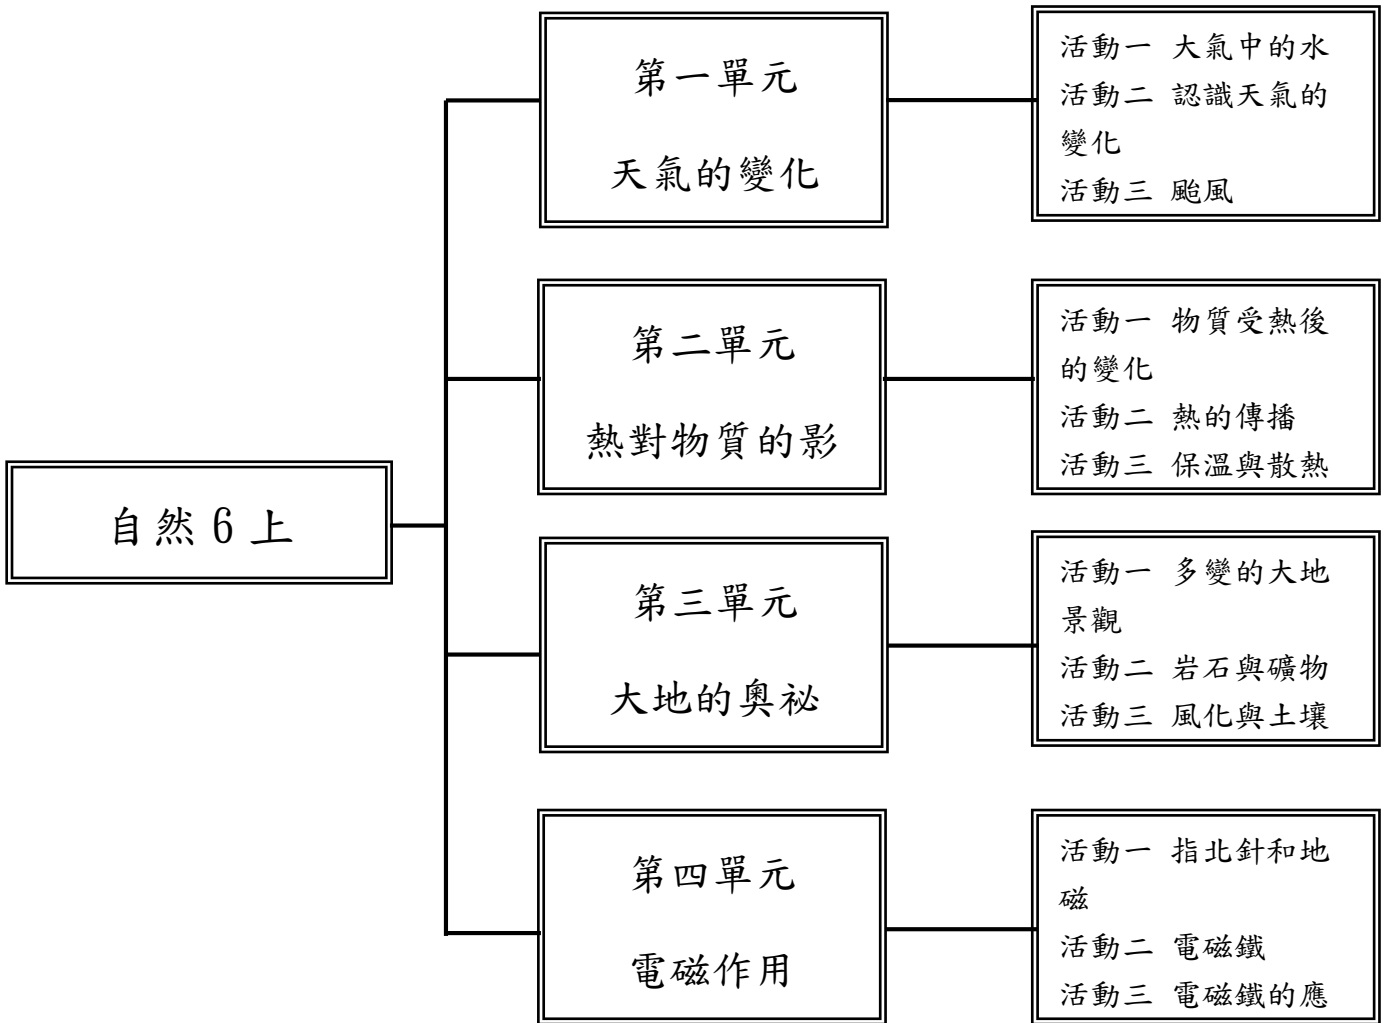 自然6上
第一單元
天氣的變化
活動一 大氣中的水
活動二 認識天氣的
變化
活動三 颱風
第二單元
熱對物質的影
活動一 物質受熱後
的變化
活動二 熱的傳播
活動三 保溫與散熱
第三單元
大地的奧祕
活動一 多變的大地
景觀
活動二 岩石與礦物
活動三 風化與土壤
第四單元
電磁作用
活動一 指北針和地
磁
活動二 電磁鐵
活動三 電磁鐵的應